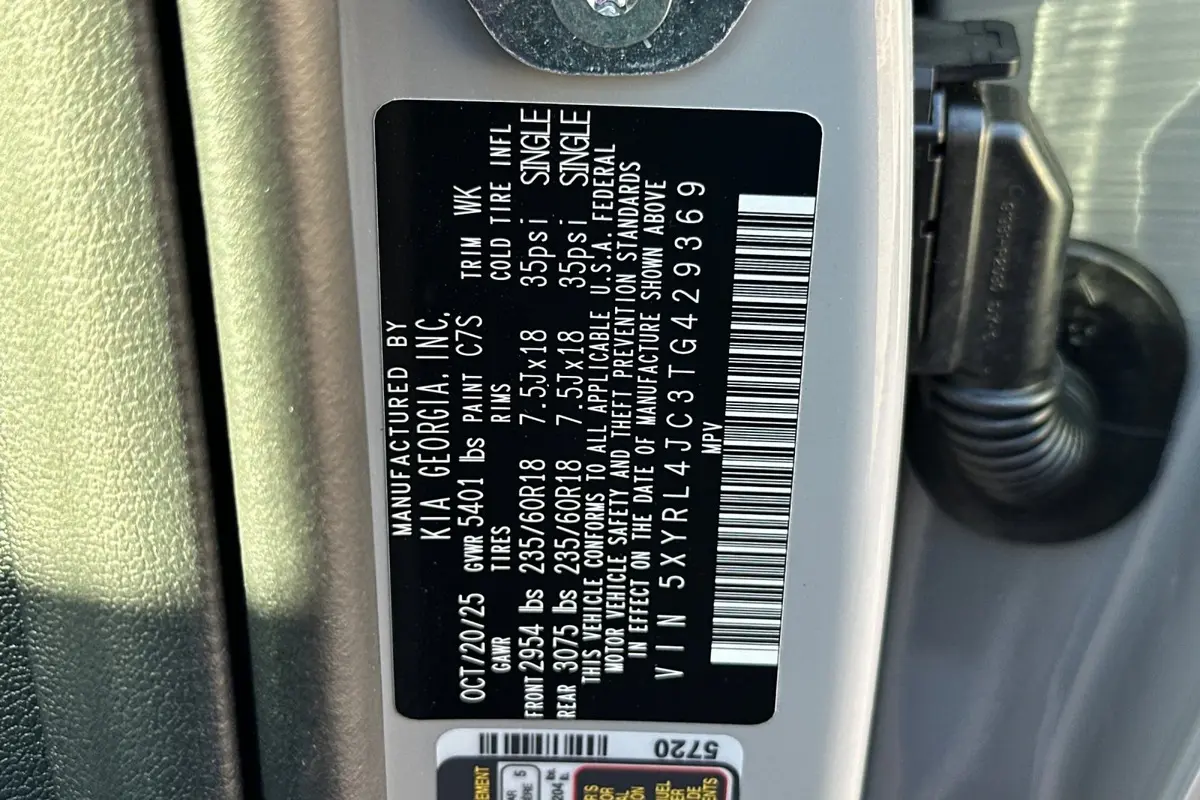 MANUFACTURED BY
KIA GEORGIA, INC.
OCT/20/25 GVWR 5401 lbs PAINT C7S TRIM WK
GAWR TIRES RIMS COLD TIRE INFL
FRONT 2954 lbs 235/60R18 7.5Jx18 35psi SINGLE
REAR 3075 lbs 235/60R18 7.5Jx18 35psi SINGLE
THIS VEHICLE CONFORMS TO ALL APPLICABLE U.S.A. FEDERAL
MOTOR VEHICLE SAFETY AND THEFT PREVENTION STANDARDS
IN EFFECT ON THE DATE OF MANUFACTURE SHOWN ABOVE
VIN 5XYRL4JC3TG429369
MPV
5720